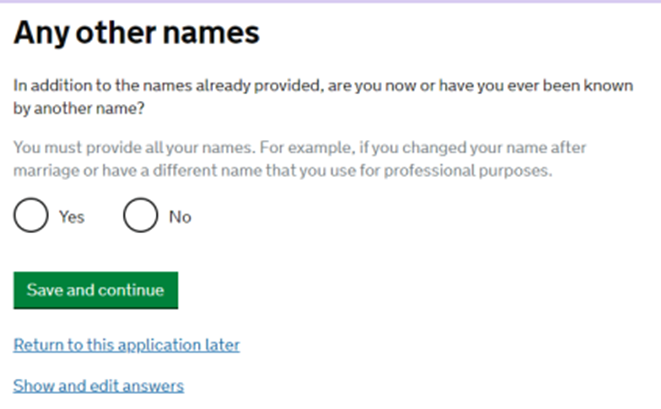 Any other names
In addition to the names already provided, are you now or have you ever been known
by another name?
You must provide all your names. For example, if you changed your name after
marriage or have a different name that you use for professional purposes.
Yes No
Save and continue
Return to this application later
Show and edit answers